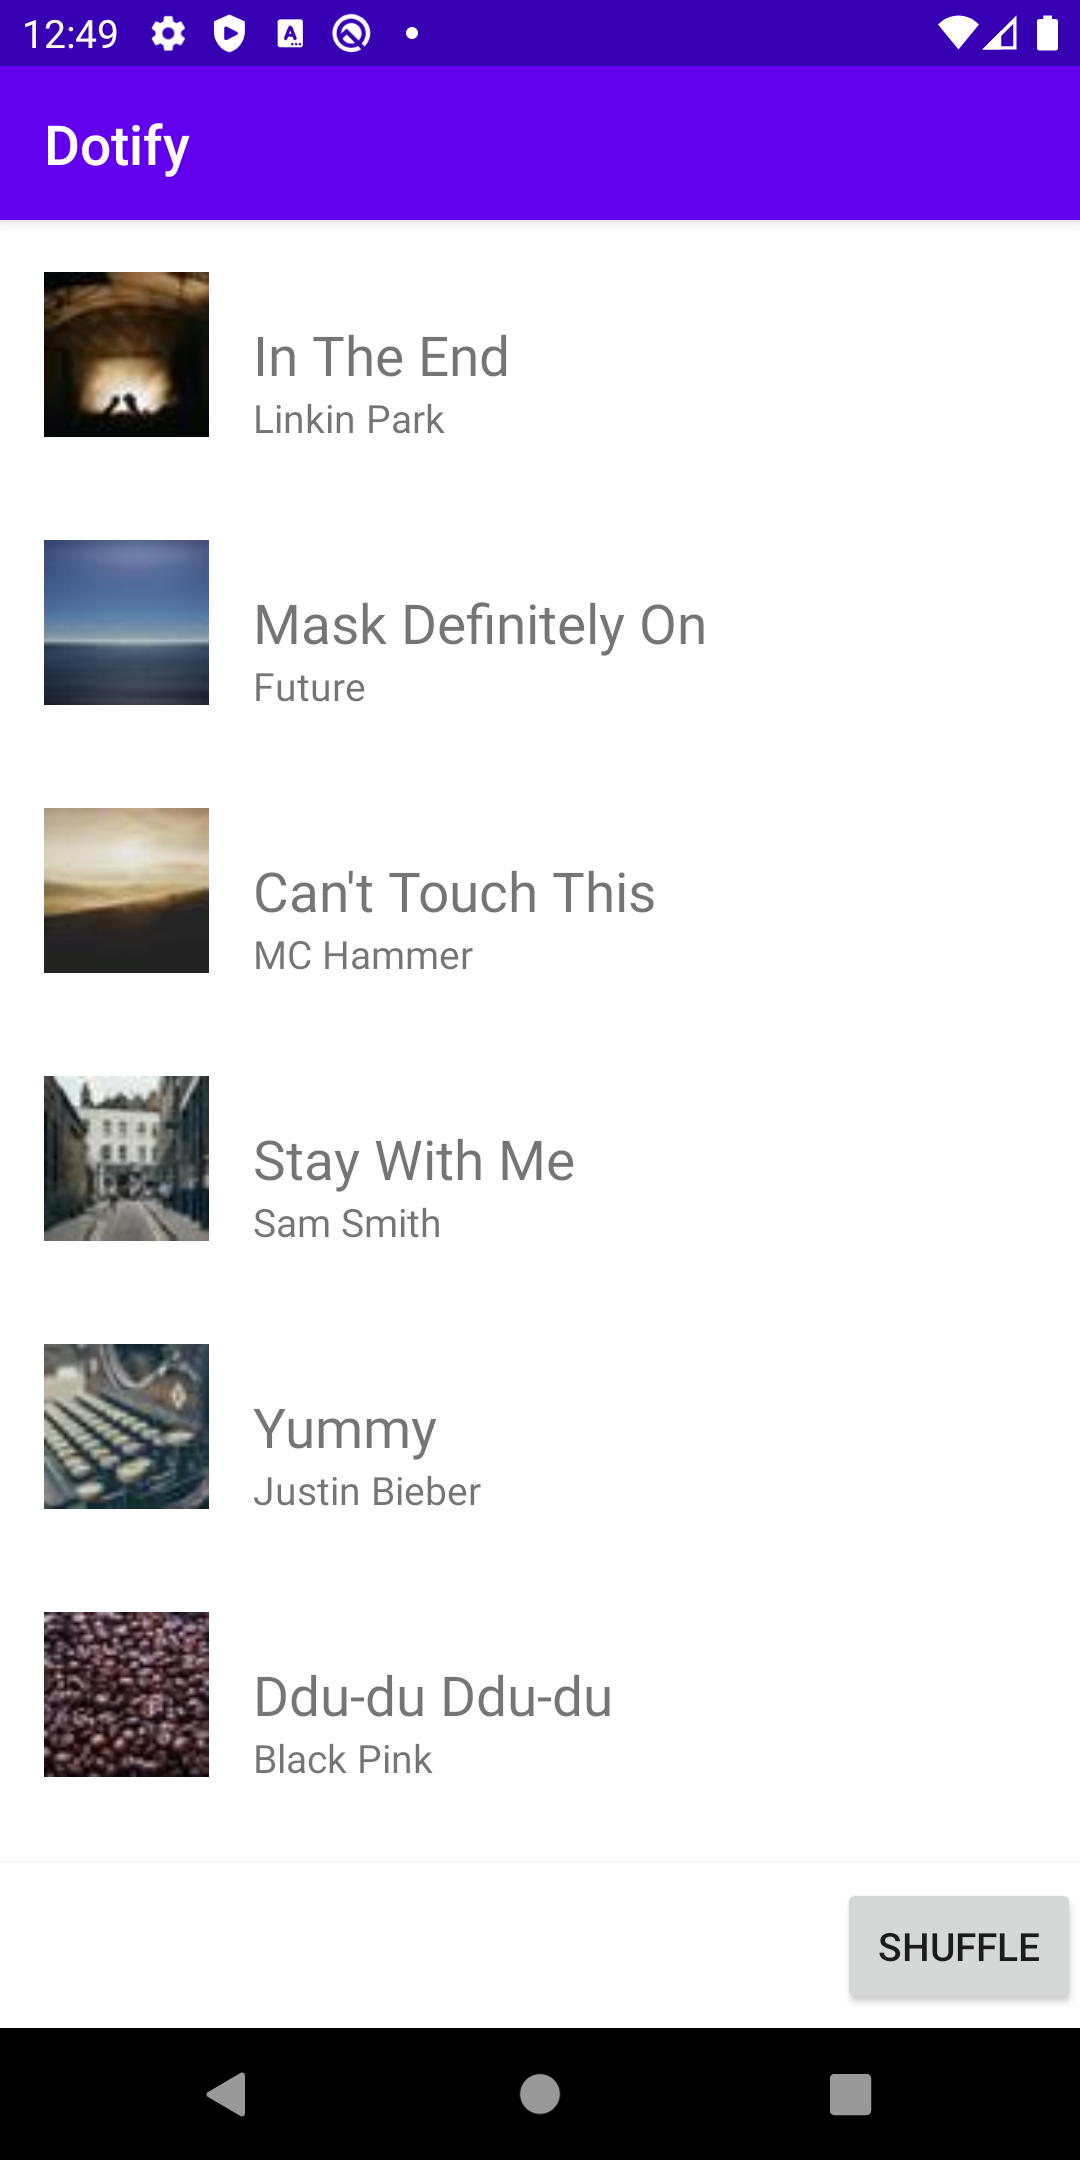 12:49
Dotify
In The End
Linkin Park
Mask Definitely On
Future
Can't Touch This
MC Hammer
Stay With Me
Sam Smith
Yummy
Justin Bieber
Ddu-du Ddu-du
Black Pink
SHUFFLE